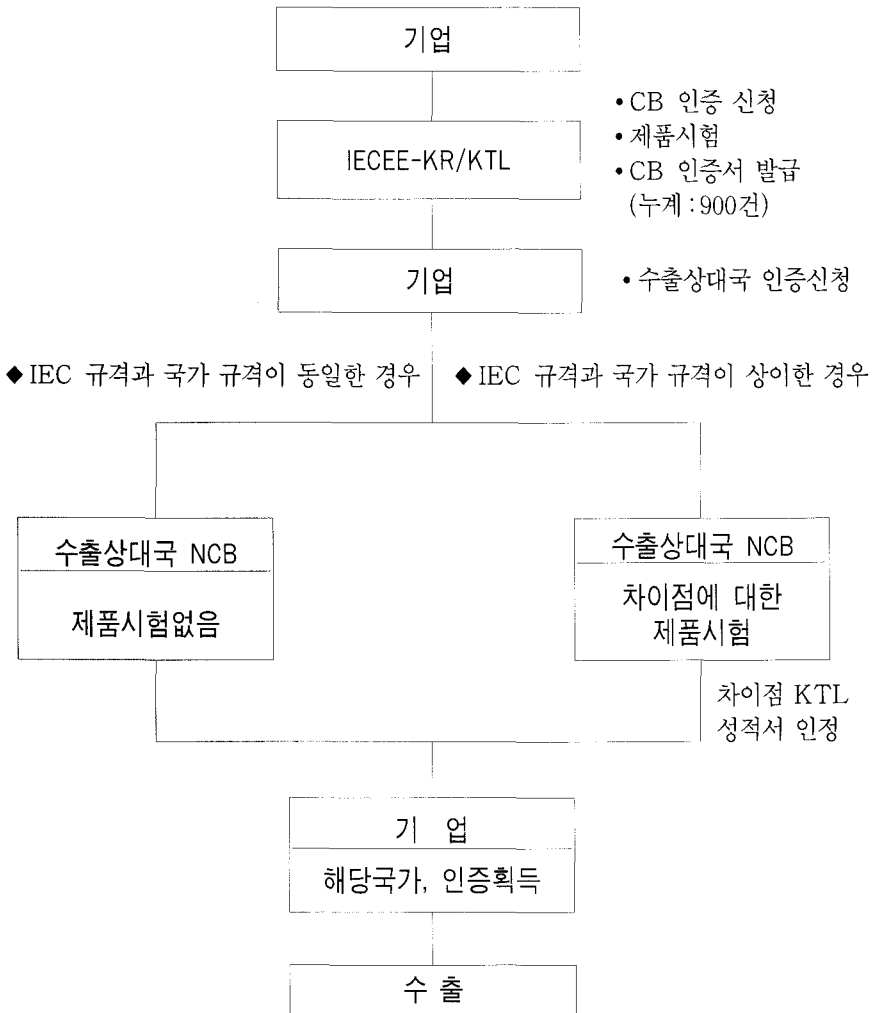 기업
• CB 인증 신청
• 제품시험
IECEE-KR/KTL
• CB 인증서 발급
(누계 : 900건)
기업
• 수출상대국 인증신청
◆ IEC 규격과 국가 규격이 동일한 경우
◆ IEC 규격과 국가 규격이 상이한 경우
수출상대국 NCB
제품시험없음
수출상대국 NCB
차이점에 대한
제품시험
차이점 KTL
성적서 인정
기 업
해당국가, 인증획득
수 출